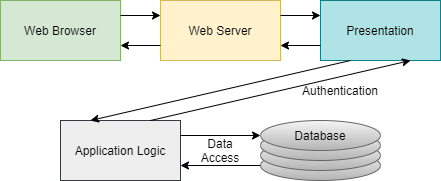 Web Browser
Web Server
Presentation
Authentication
Application Logic
Data
Access
Database